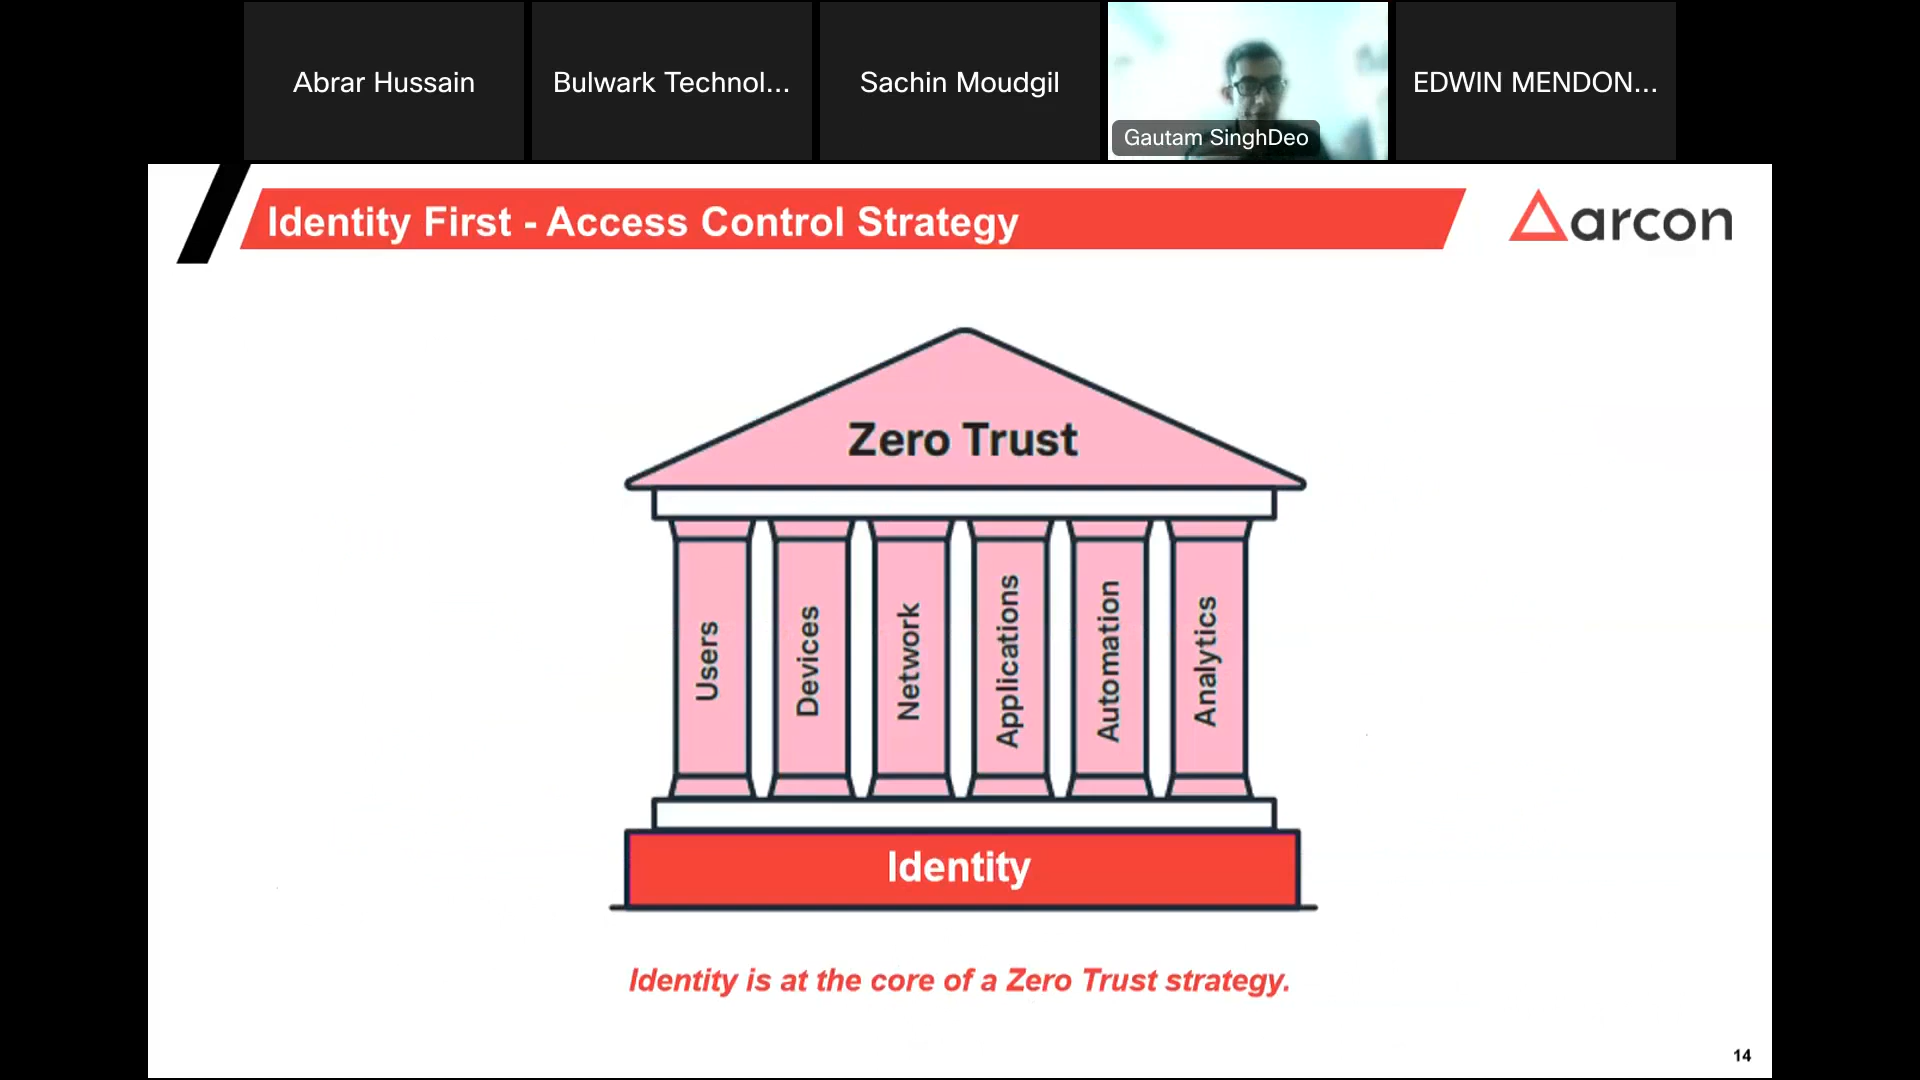 Abrar Hussain
Bulwark Technol...
Sachin Moudgil
Gautam SinghDeo
EDWIN MENDON...
Identity First - Access Control Strategy
arcon
Zero Trust
Users
Devices
Network
Applications
Automation
Analytics
Identity
Identity is at the core of a Zero Trust strategy.
14